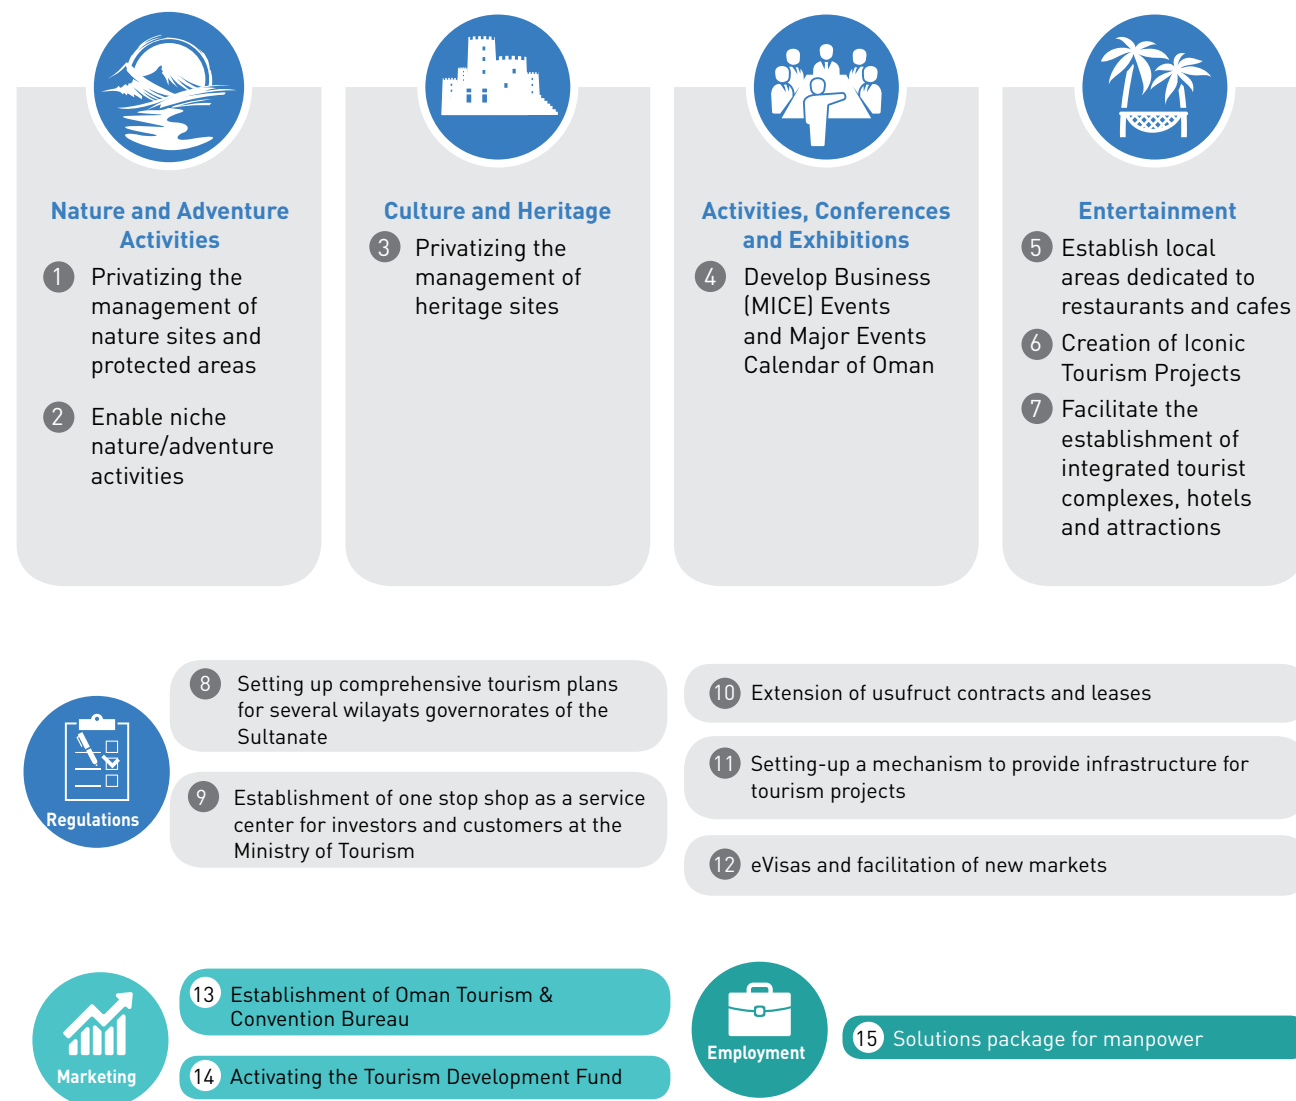 Nature and Adventure
Activities
1 Privatizing the
management of
nature sites and
protected areas
2 Enable niche
nature/adventure
activities
Culture and Heritage
3 Privatizing the
management of
heritage sites
Activities, Conferences
and Exhibitions
4 Develop Business
(MICE) Events
and Major Events
Calendar of Oman
Entertainment
5 Establish local
areas dedicated to
restaurants and cafes
6 Creation of Iconic
Tourism Projects
7 Facilitate the
establishment of
integrated tourist
complexes, hotels
and attractions
Regulations
8 Setting up comprehensive tourism plans
for several wilayats governorates of the
Sultanate
9 Establishment of one stop shop as a service
center for investors and customers at the
Ministry of Tourism
10 Extension of usufruct contracts and leases
11 Setting-up a mechanism to provide infrastructure for
tourism projects
12 eVisas and facilitation of new markets
Marketing
13 Establishment of Oman Tourism &
Convention Bureau
14 Activating the Tourism Development Fund
Employment
15 Solutions package for manpower